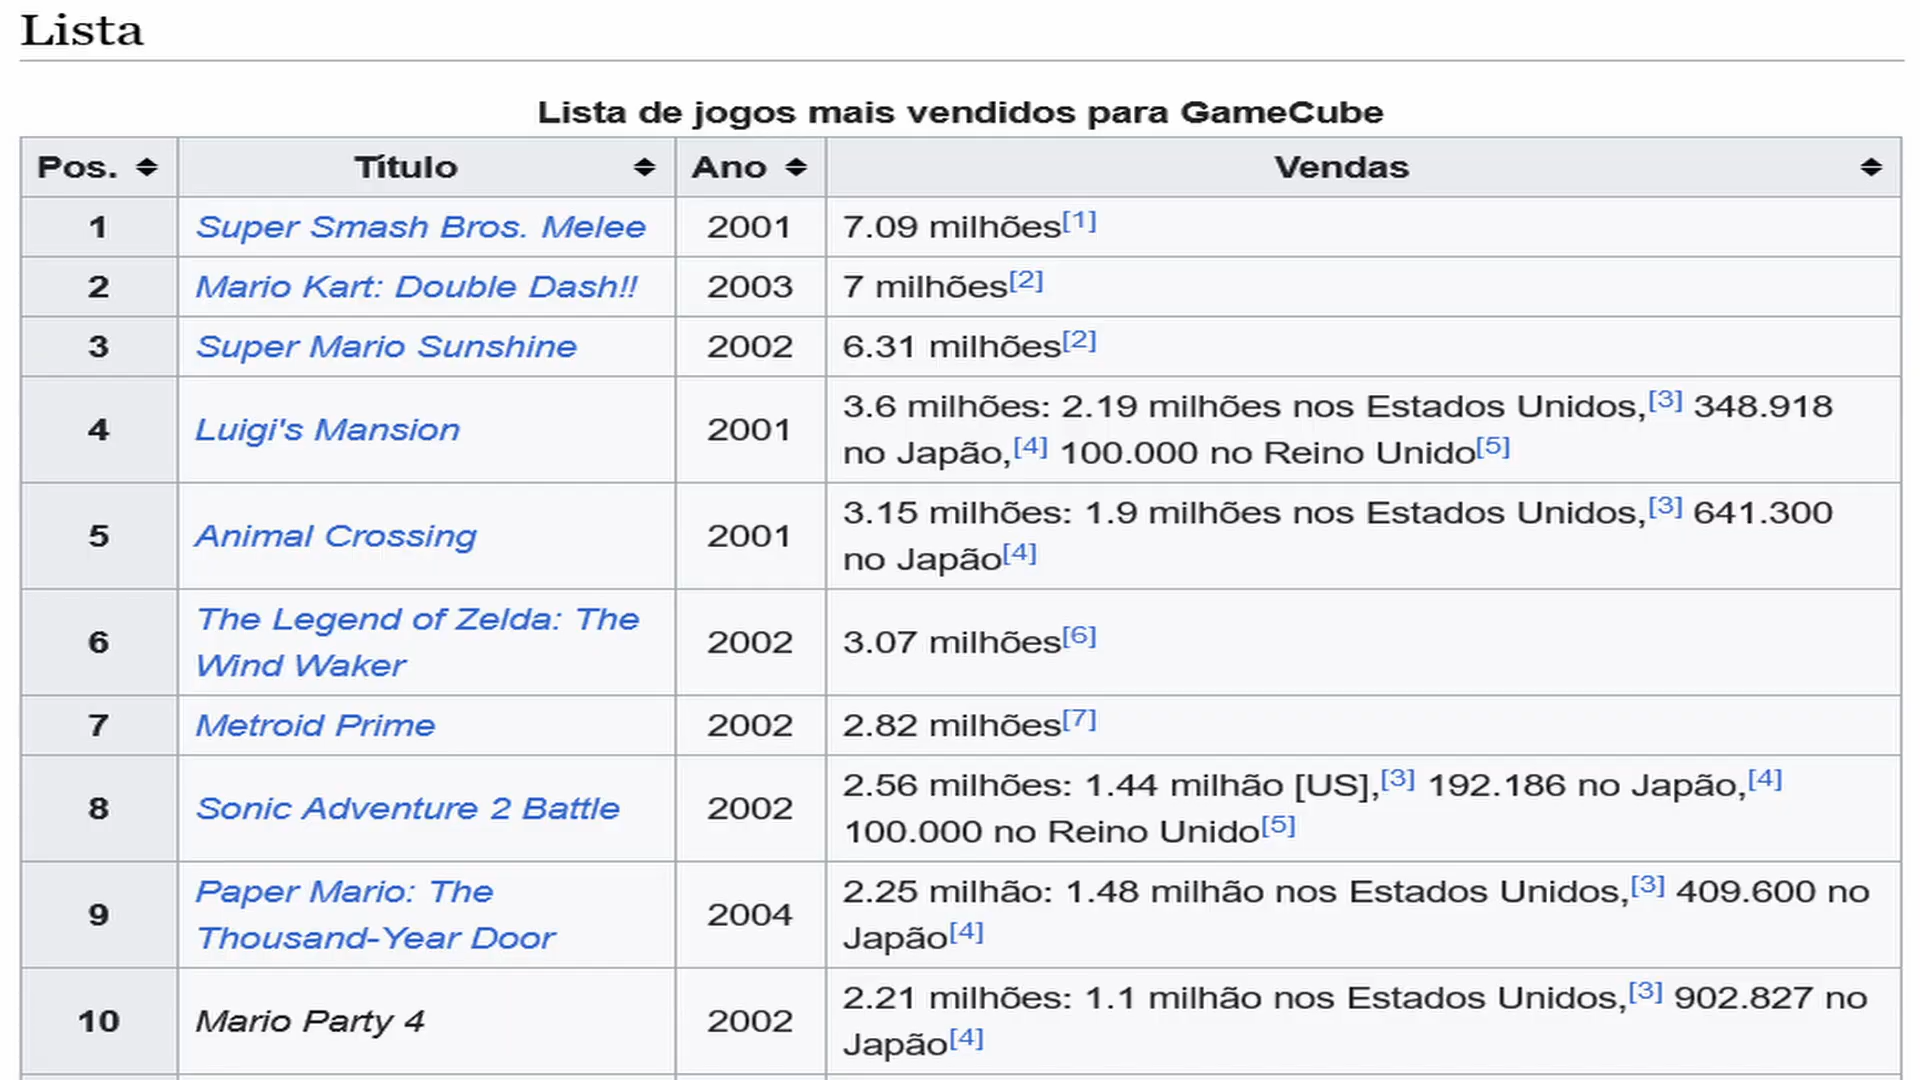 Lista
Lista de jogos mais vendidos para GameCube
Pos. Título Ano Vendas
1 Super Smash Bros. Melee 2001 7.09 milhões[1]
2 Mario Kart: Double Dash!! 2003 7 milhões[2]
3 Super Mario Sunshine 2002 6.31 milhões[2]
4 Luigi's Mansion 2001 3.6 milhões: 2.19 milhões nos Estados Unidos,[3] 348.918
no Japão,[4] 100.000 no Reino Unido[5]
5 Animal Crossing 2001 3.15 milhões: 1.9 milhões nos Estados Unidos,[3] 641.300
no Japão[4]
6 The Legend of Zelda: The
Wind Waker 2002 3.07 milhões[6]
7 Metroid Prime 2002 2.82 milhões[7]
8 Sonic Adventure 2 Battle 2002 2.56 milhões: 1.44 milhão [US],[3] 192.186 no Japão,[4]
100.000 no Reino Unido[5]
9 Paper Mario: The
Thousand-Year Door 2004 2.25 milhão: 1.48 milhão nos Estados Unidos,[3] 409.600 no
Japão[4]
10 Mario Party 4 2002 2.21 milhões: 1.1 milhão nos Estados Unidos,[3] 902.827 no
Japão[4]